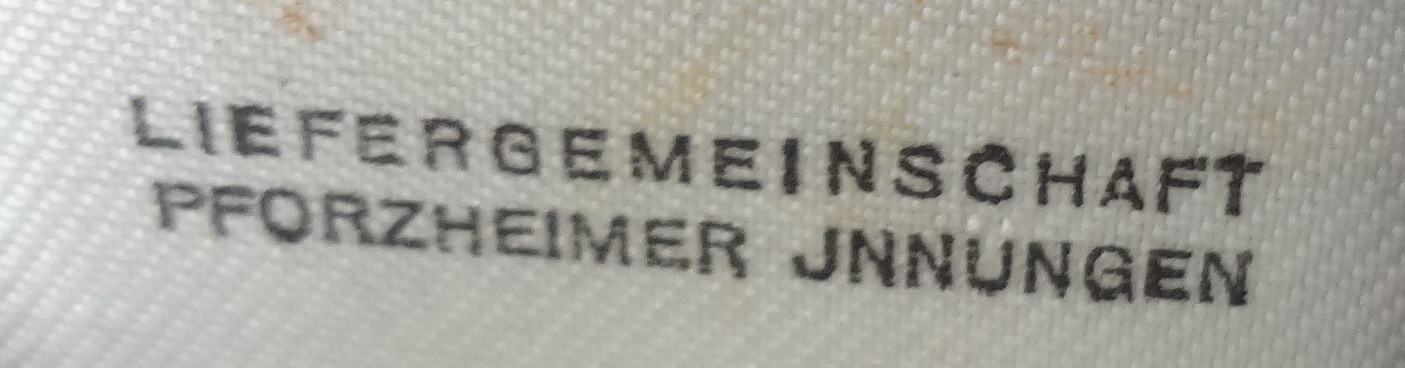 LIEFERGEMEINSCHAFT
PFORZHEIMER JNNUNGEN